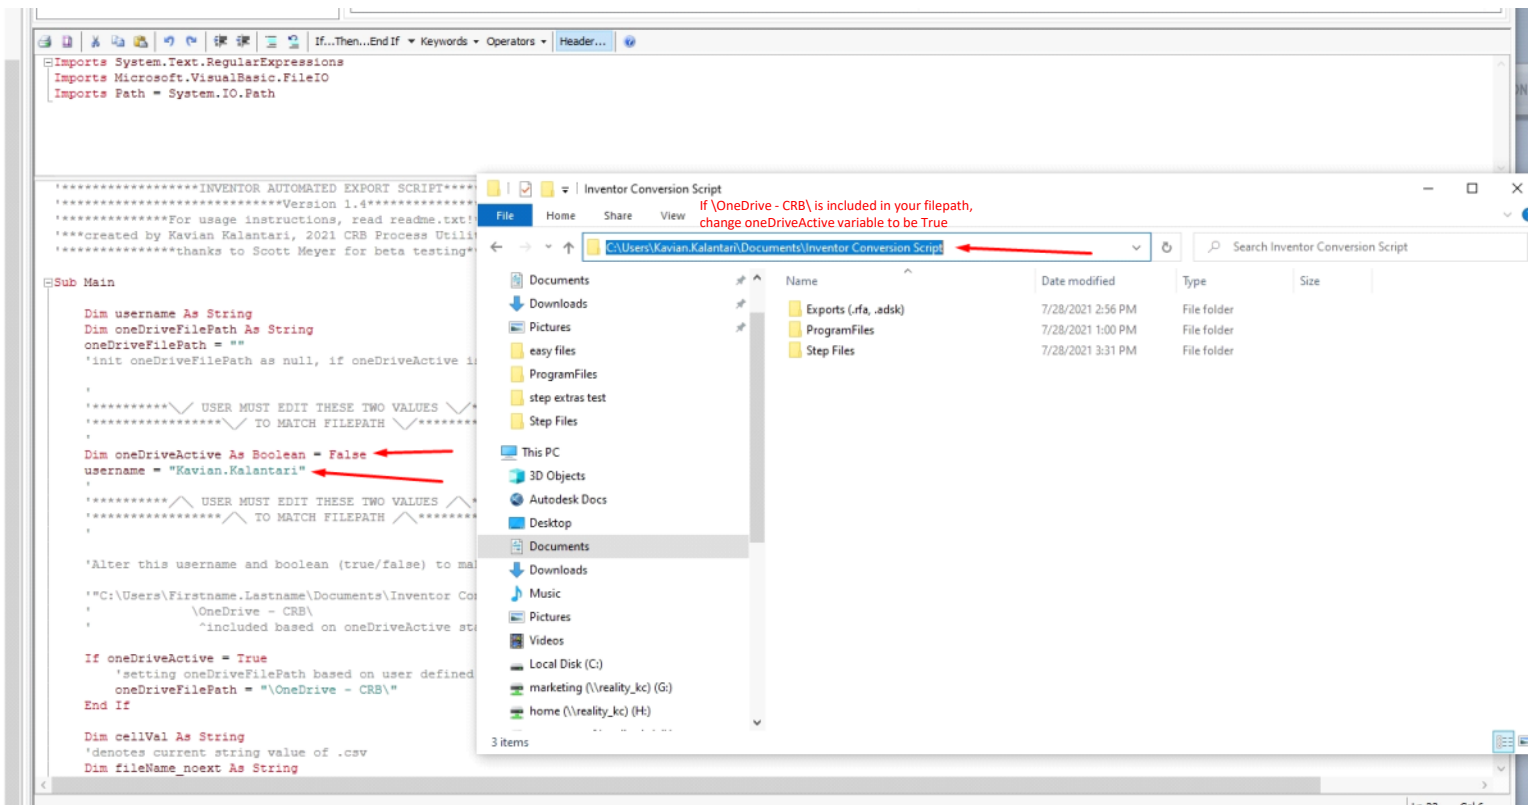 If...Then...End If Keywords Operators Header...
Imports System.Text.RegularExpressions
Imports Microsoft.VisualBasic.FileIO
Imports Path = System.IO.Path
'******************INVENTOR AUTOMATED EXPORT SCRIPT****
'*****************************Version 1.4**************
'**************For usage instructions, read readme.txt!
'***created by Kavian Kalantari, 2021 CRB Process Utili
'***************thanks to Scott Meyer for beta testing*
Sub Main
Dim username As String
Dim oneDriveFilePath As String
oneDriveFilePath = ""
'init oneDriveFilePath as null, if oneDriveActive i
'
'**********\/ USER MUST EDIT THESE TWO VALUES \/*
'*****************\/ TO MATCH FILEPATH \/********
'
Dim oneDriveActive As Boolean = False
username = "Kavian.Kalantari"
'
'**********/\ USER MUST EDIT THESE TWO VALUES /\*
'*****************/\ TO MATCH FILEPATH /\********
'
'Alter this username and boolean (true/false) to ma
'"C:\Users\Firstname.Lastname\Documents\Inventor Co
' \OneDrive - CRB\
' ^included based on oneDriveActive sta
If oneDriveActive = True
'setting oneDriveFilePath based on user defined
oneDriveFilePath = "\OneDrive - CRB\"
End If
Dim cellVal As String
'denotes current string value of .csv
Dim fileName_noext As String
Inventor Conversion Script
If \OneDrive - CRB\ is included in your filepath,
change oneDriveActive variable to be True
File Home Share View
C:\Users\Kavian.Kalantari\Documents\Inventor Conversion Script
Search Inventor Conversion Script
Documents
Downloads
Pictures
easy files
ProgramFiles
step extras test
Step Files
This PC
3D Objects
Autodesk Docs
Desktop
Documents
Downloads
Music
Pictures
Videos
Local Disk (C:)
marketing (\\reality_kc) (G:)
home (\\reality_kc) (H:)
Name Date modified Type Size
Exports (.rfa, .adsk) 7/28/2021 2:56 PM File folder
ProgramFiles 7/28/2021 1:00 PM File folder
Step Files 7/28/2021 3:31 PM File folder
3 items